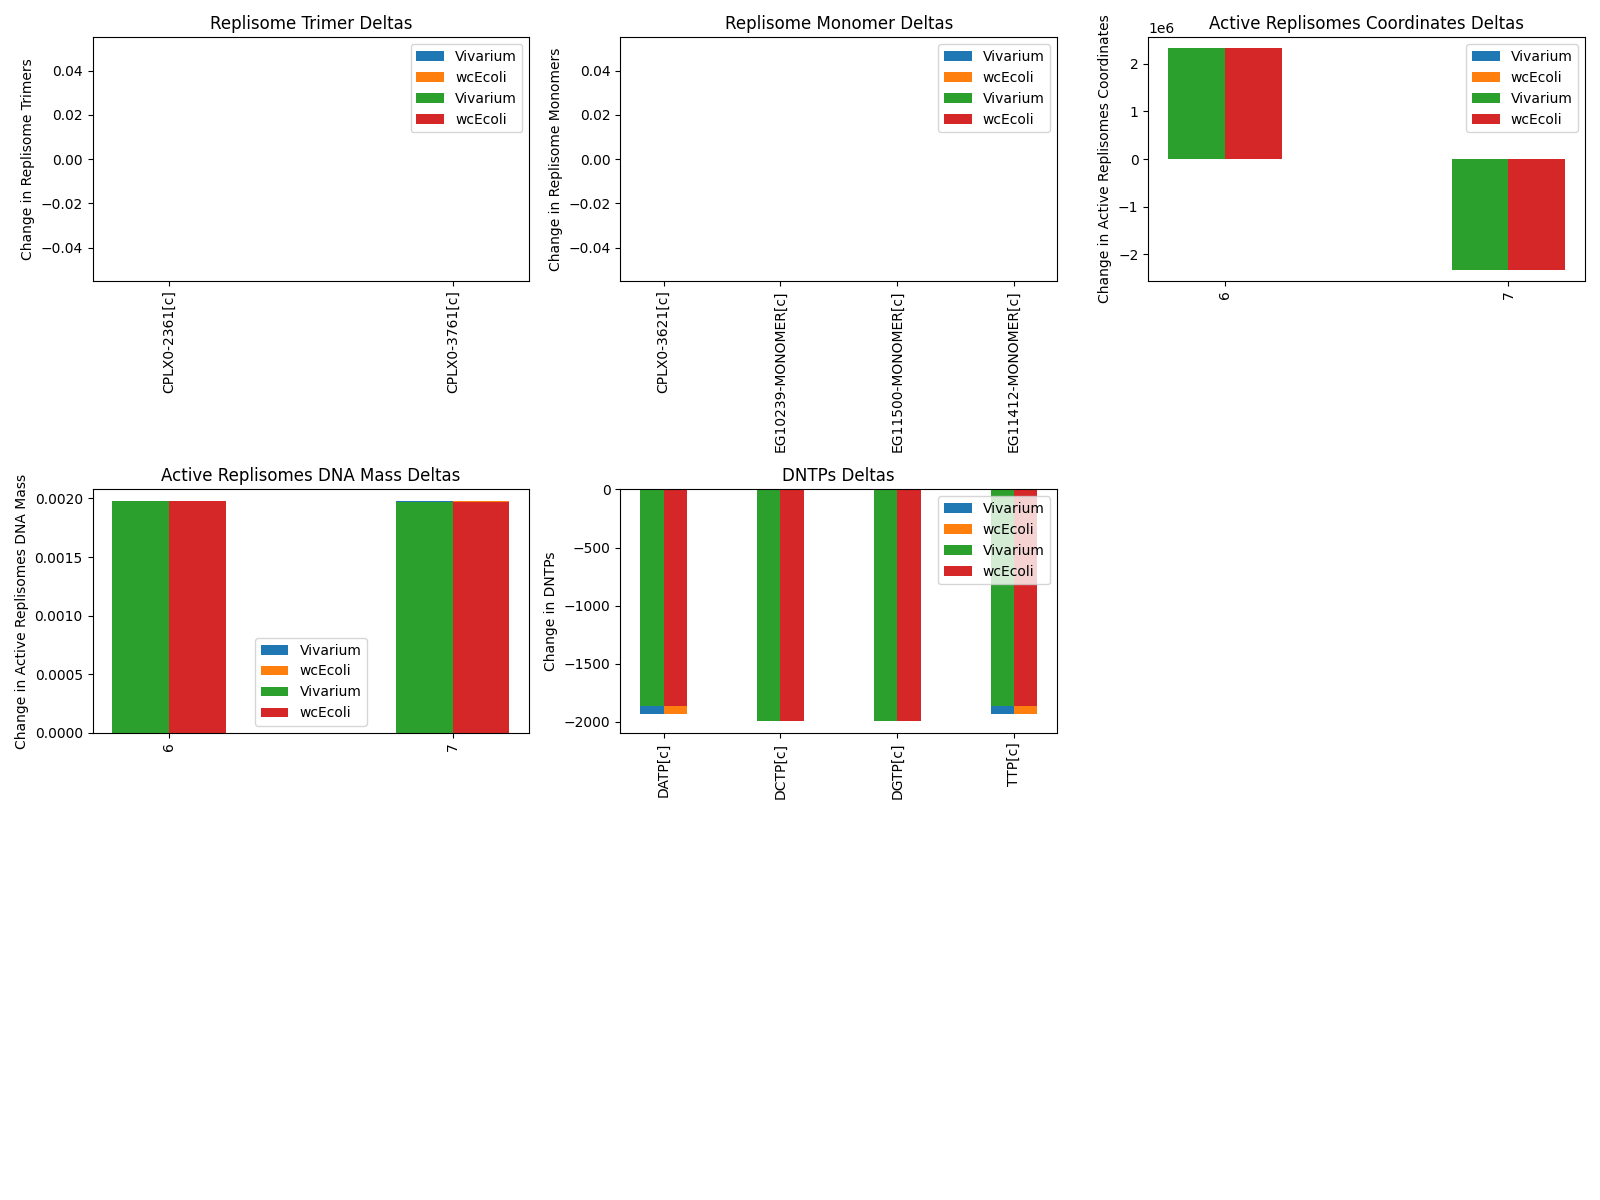 Replisome Trimer Deltas
Change in Replisome Trimers
0.04
0.02
0.00
−0.02
−0.04
Vivarium
wcEcoli
Vivarium
wcEcoli
CPLX0-2361[c]
CPLX0-3761[c]
Replisome Monomer Deltas
Change in Replisome Monomers
0.04
0.02
0.00
−0.02
−0.04
Vivarium
wcEcoli
Vivarium
wcEcoli
CPLX0-3621[c]
EG10239-MONOMER[c]
EG11500-MONOMER[c]
EG11412-MONOMER[c]
Active Replisomes Coordinates Deltas
1e6
Change in Active Replisomes Coordinates
2
1
0
−1
−2
Vivarium
wcEcoli
Vivarium
wcEcoli
6
7
Active Replisomes DNA Mass Deltas
Change in Active Replisomes DNA Mass
0.0020
0.0015
0.0010
0.0005
0.0000
Vivarium
wcEcoli
Vivarium
wcEcoli
6
7
DNTPs Deltas
Change in DNTPs
0
−500
−1000
−1500
−2000
Vivarium
wcEcoli
Vivarium
wcEcoli
DATP[c]
DCTP[c]
DGTP[c]
TTP[c]